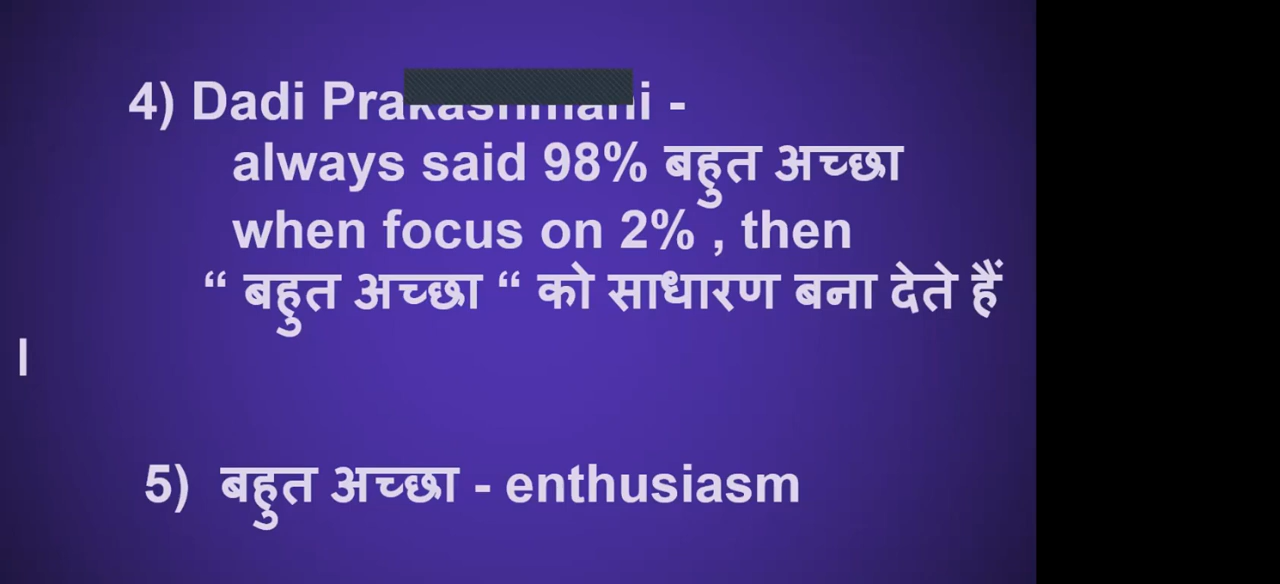 4) Dadi Prakashmani -
always said 98% बहुत अच्छा
when focus on 2% , then
“ बहुत अच्छा “ को साधारण बना देते हैं
।
5) बहुत अच्छा - enthusiasm